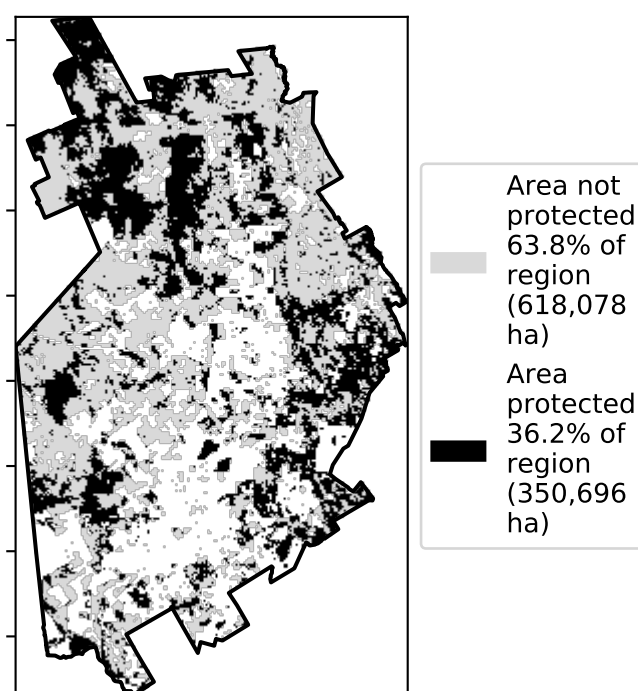 Area not
protected
63.8% of
region
(618,078
ha)
Area
protected
36.2% of
region
(350,696
ha)